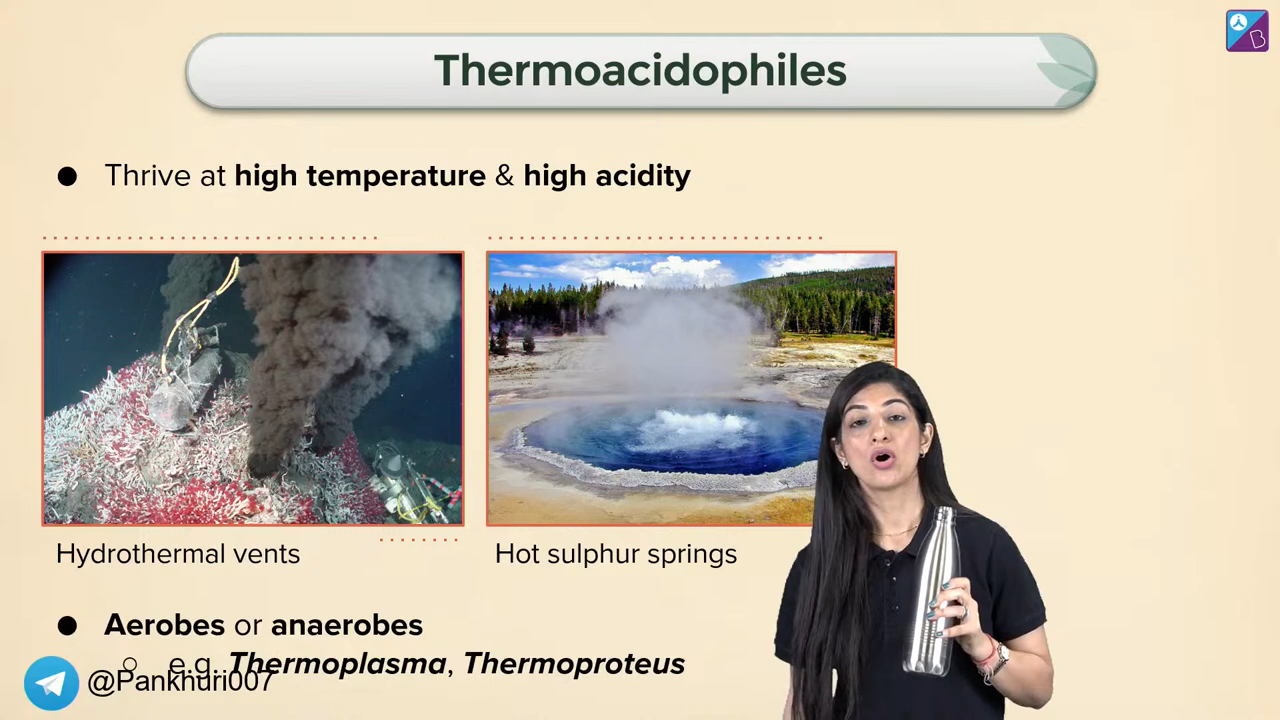 Thermoacidophiles
● Thrive at high temperature & high acidity
Hydrothermal vents
Hot sulphur springs
● Aerobes or anaerobes
○ e.g. Thermoplasma, Thermoproteus
@Pankhuri007
B